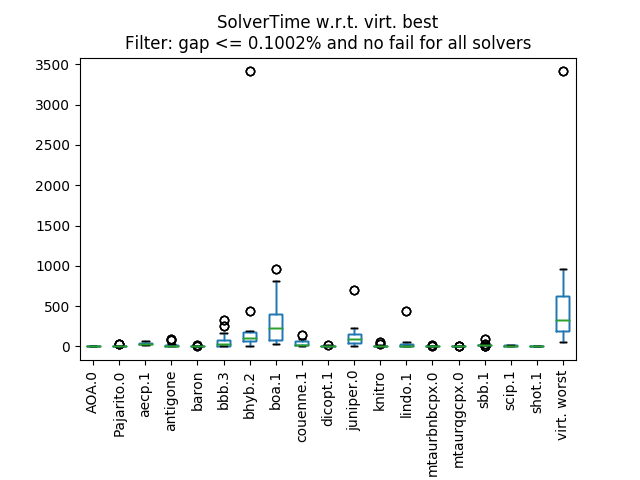 SolverTime w.r.t. virt. best
Filter: gap <= 0.1002% and no fail for all solvers
3500
3000
2500
2000
1500
1000
500
0
AOA.0
Pajarito.0
aecp.1
antigone
baron
bbb.3
bhyb.2
boa.1
couenne.1
dicopt.1
juniper.0
knitro
lindo.1
mtaurbnbcpx.0
mtaurqgcpx.0
sbb.1
scip.1
shot.1
virt. worst